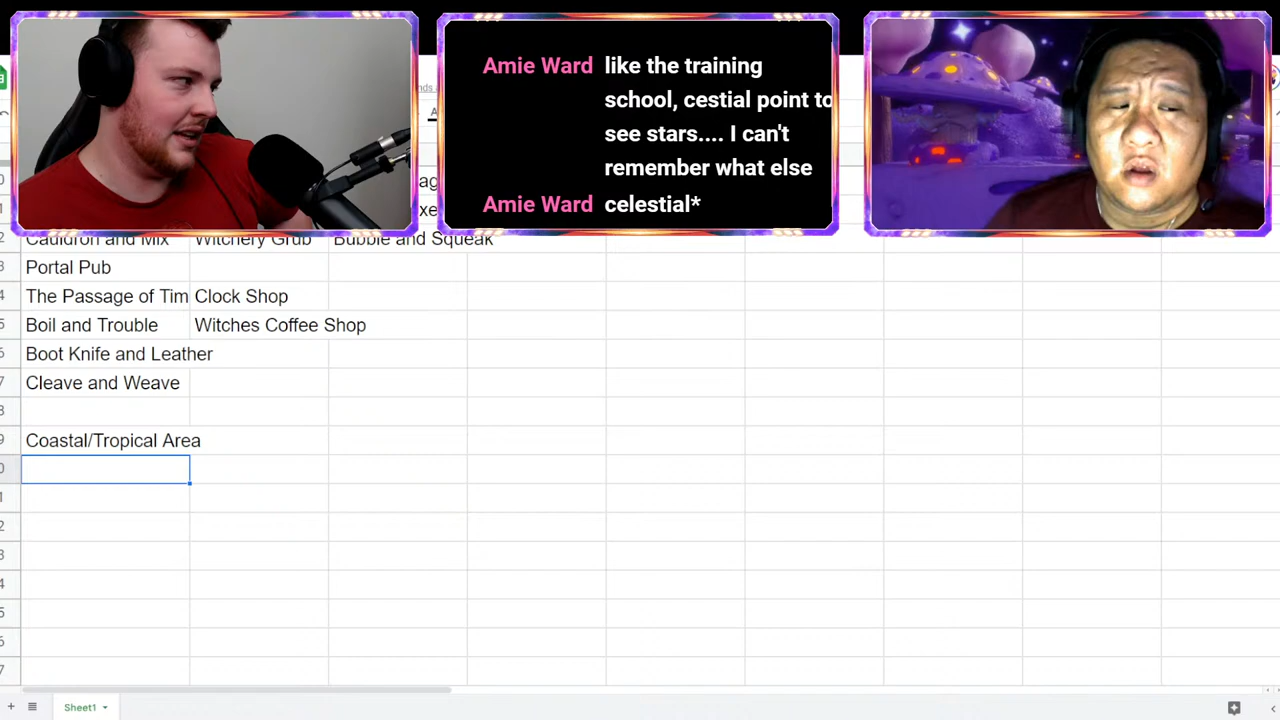 Amie Ward like the training
school, cestial point to
see stars.... I can't
remember what else
Amie Ward celestial*
Cauldron and Mix Witchery Grub Bubble and Squeak
Portal Pub
The Passage of Tim Clock Shop
Boil and Trouble Witches Coffee Shop
Boot Knife and Leather
Cleave and Weave
Coastal/Tropical Area
Sheet1